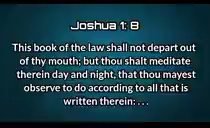 Joshua 1: 8
This book of the law shall not depart out
of thy mouth; but thou shalt meditate
therein day and night, that thou mayest
observe to do according to all that is
written therein: . . .